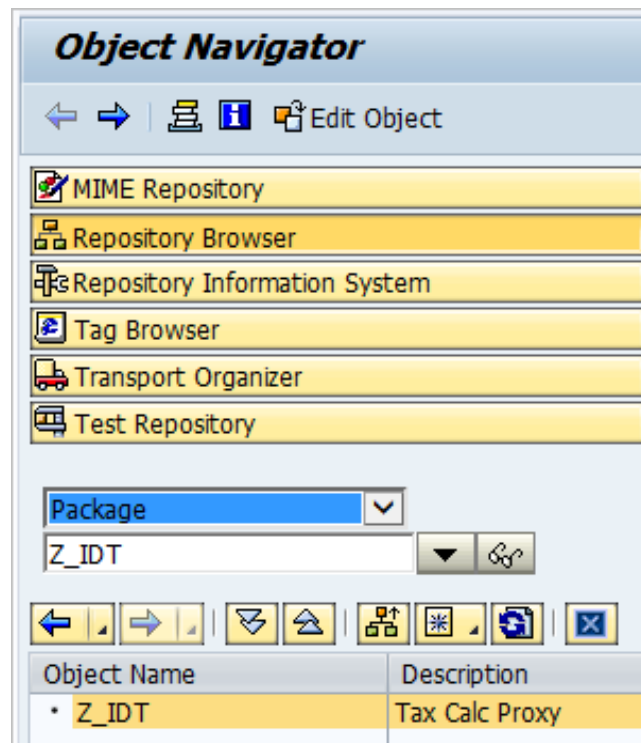 Object Navigator
Edit Object
MIME Repository
Repository Browser
Repository Information System
Tag Browser
Transport Organizer
Test Repository
Package
Z_IDT
Object Name Description
Z_IDT Tax Calc Proxy